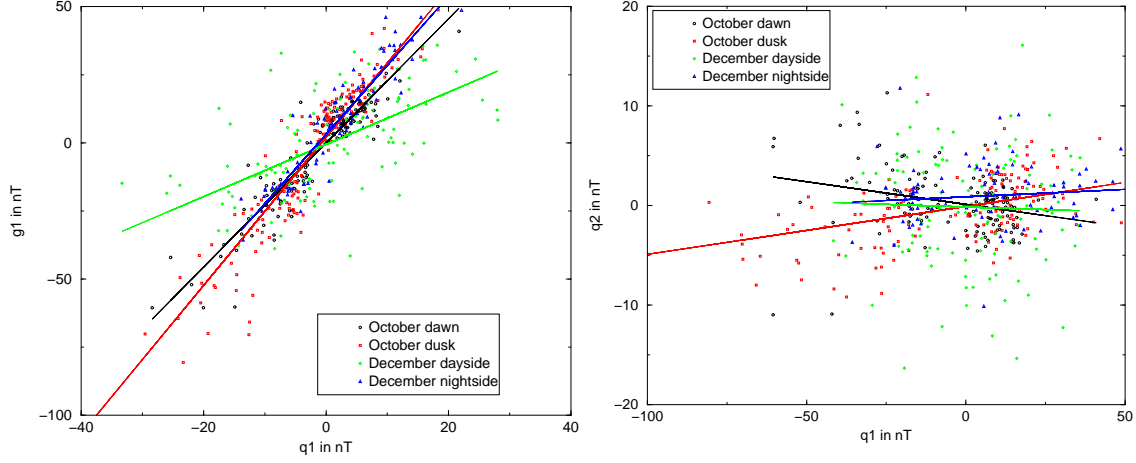 50
0
−50
−100
g1 in nT
October dawn
October dusk
December dayside
December nightside
−40
−20
0
20
40
q1 in nT
20
10
0
−10
−20
q2 in nT
October dawn
October dusk
December dayside
December nightside
−100
−50
0
50
q1 in nT